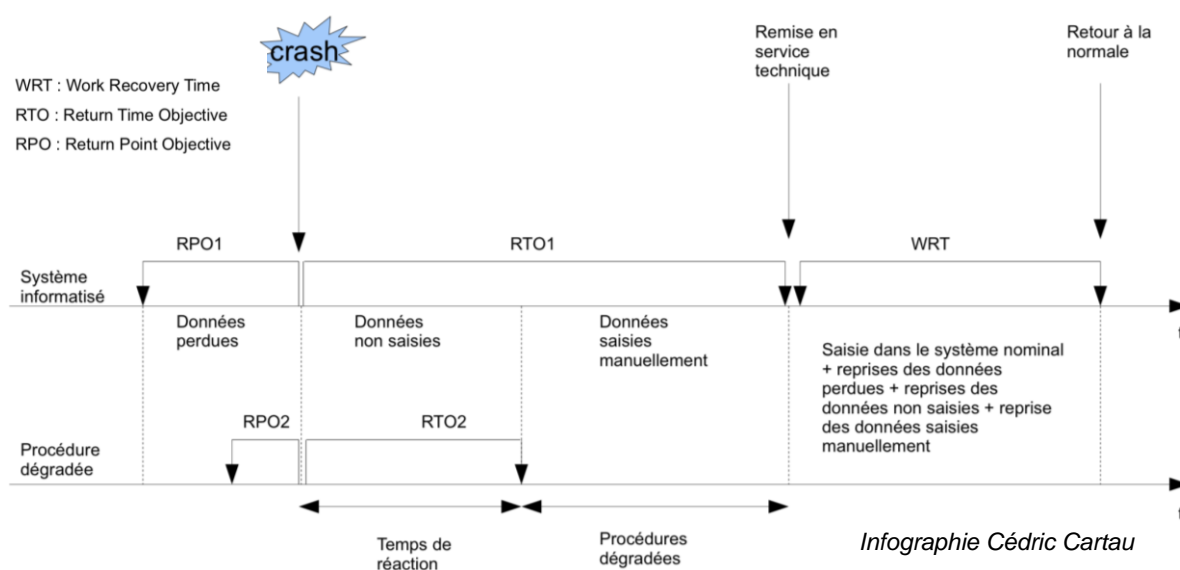 crash
Remise en
service
technique
Retour à la
normale
WRT : Work Recovery Time
RTO : Return Time Objective
RPO : Return Point Objective
RPO1
RTO1
WRT
Système
informatisé
Données
perdues
Données
non saisies
Données
saisies
manuellement
t
Saisie dans le système nominal
+ reprises des données
perdues + reprises des
données non saisies + reprise
des données saisies
manuellement
RPO2
RTO2
Procédure
dégradée
t
Temps de
réaction
Procédures
dégradées
Infographie Cédric Cartau